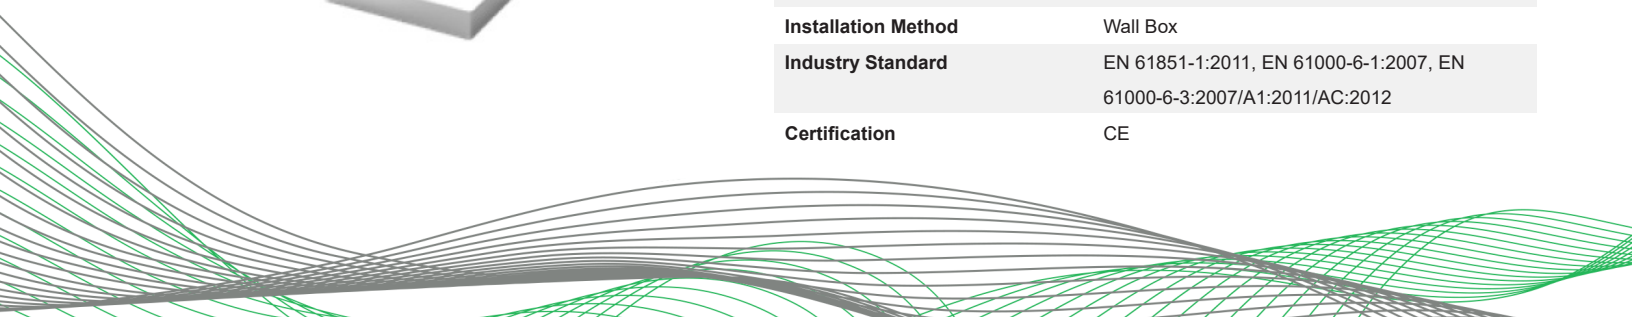 Installation Method Wall Box
Industry Standard EN 61851-1:2011, EN 61000-6-1:2007, EN
61000-6-3:2007/A1:2011/AC:2012
Certification CE